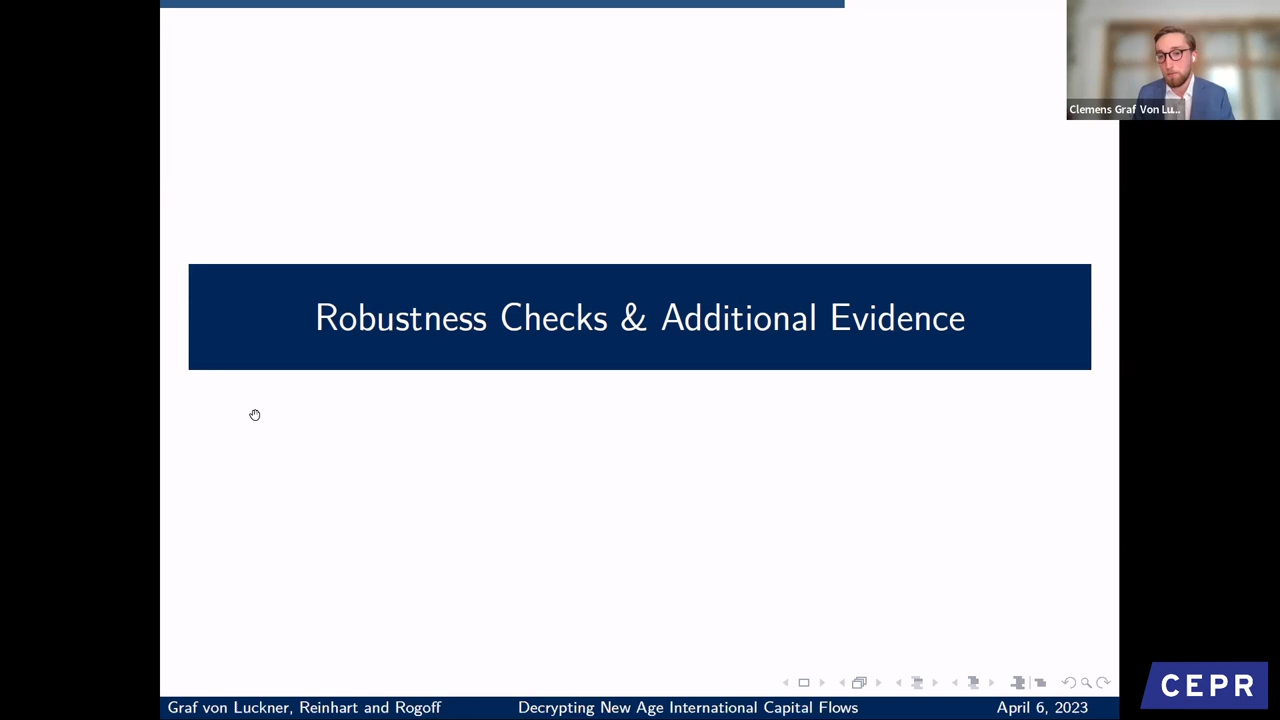 Clemens Graf Von Lu...
Robustness Checks & Additional Evidence
Graf von Luckner, Reinhart and Rogoff Decrypting New Age International Capital Flows April 6, 2023
CEPR